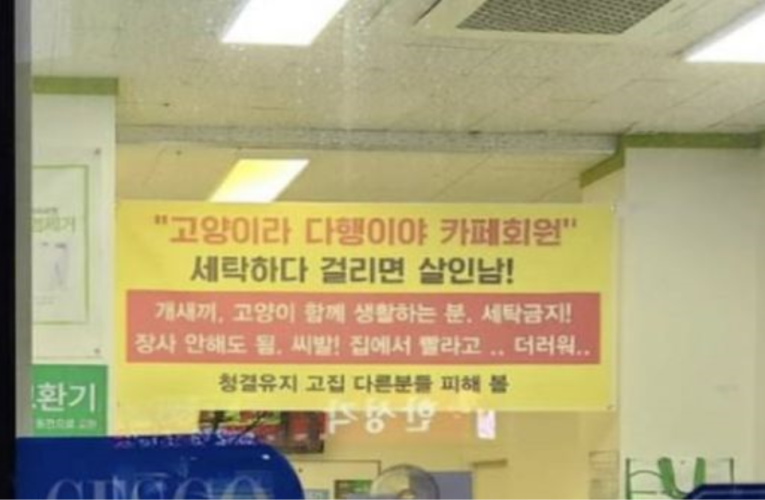 "고양이라 다행이야 카페회원"
세탁하다 걸리면 살인남!
개새끼, 고양이 함께 생활하는 분. 세탁금지!
장사 안해도 됨. 씨발! 집에서 빨라고 .. 더러워..
청결유지 고집 다른분들 피해 봄
환기